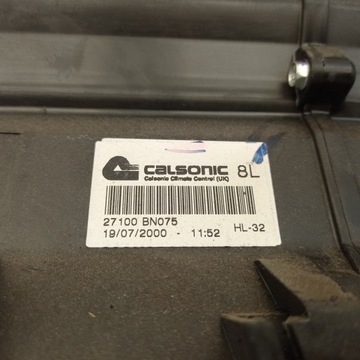 CALSONIC 8L
Calsonic Climate Control (UK)
27100 BN075
19/07/2000 - 11:52 HL-32